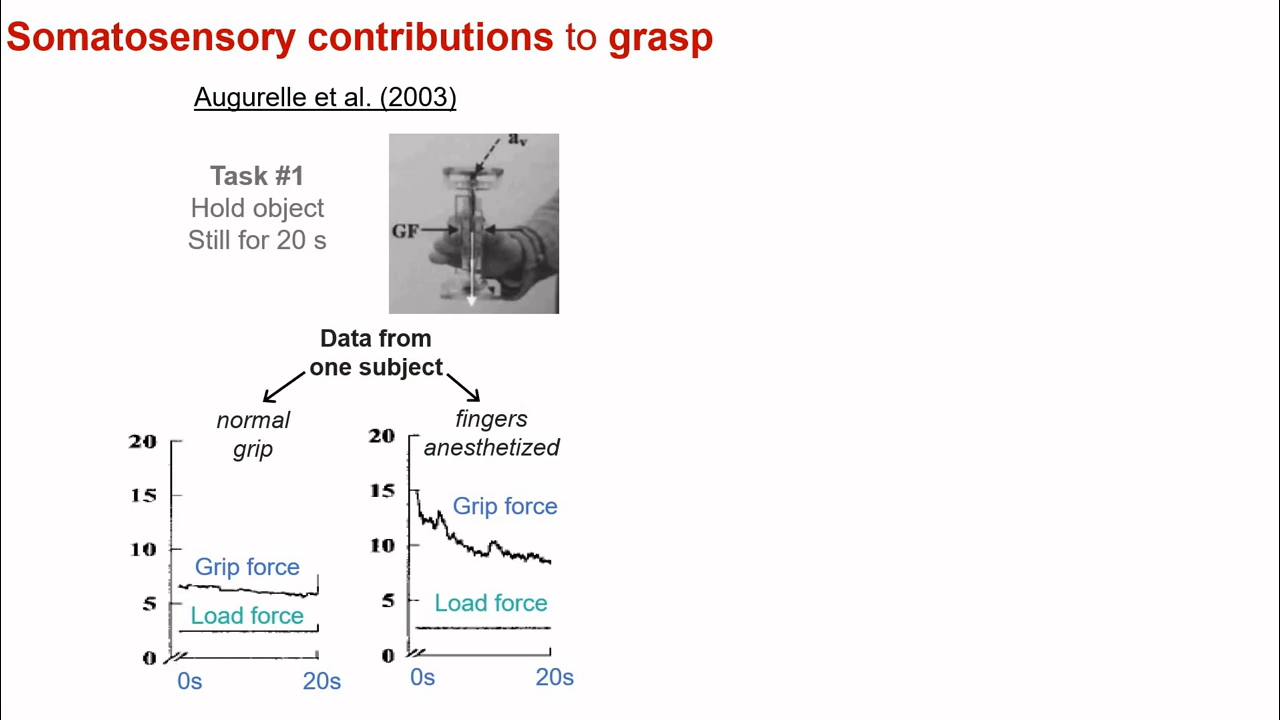 Somatosensory contributions to grasp
Augurelle et al. (2003)
Task #1
Hold object
Still for 20 s
av
GF
Data from
one subject
normal
grip
20
15
10
5
0
Grip force
Load force
0s
20s
fingers
anesthetized
20
15
10
5
0
Grip force
Load force
0s
20s